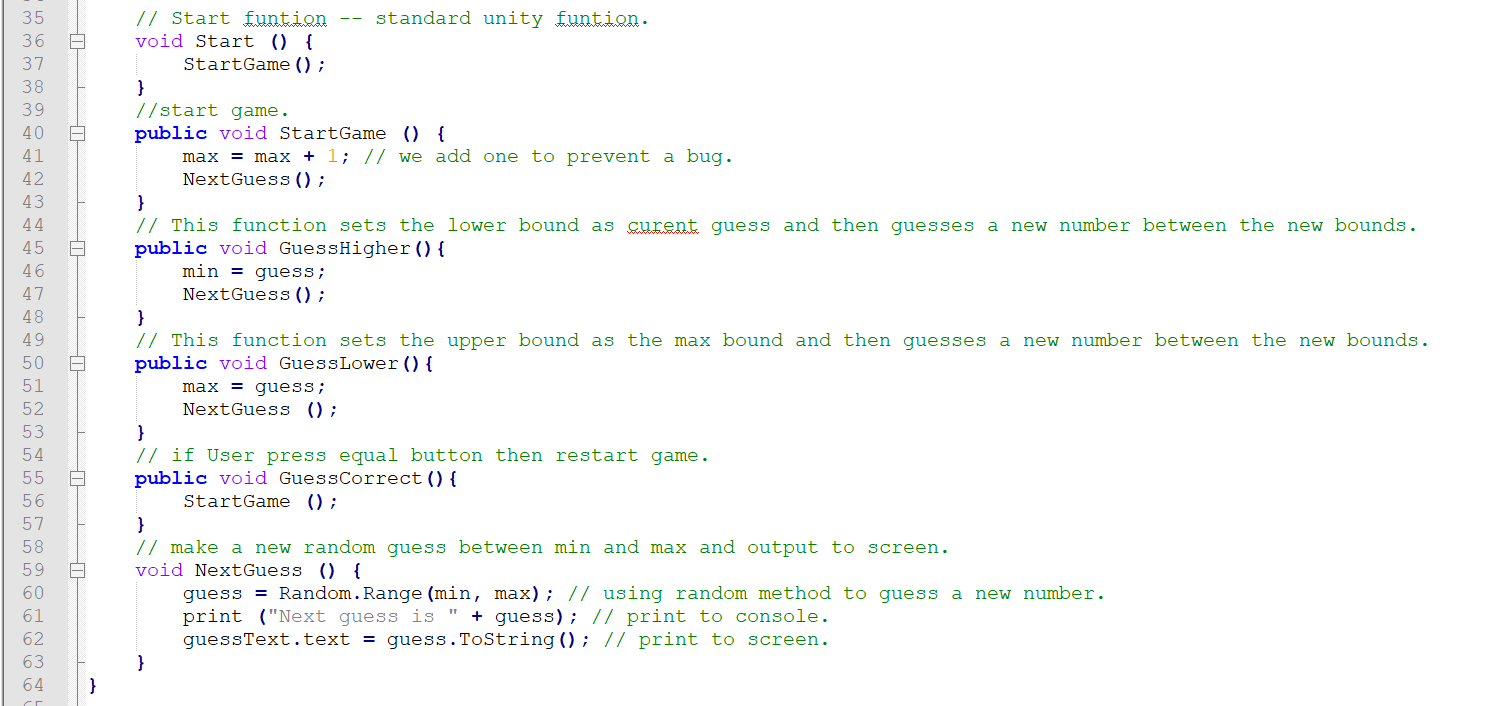 35 // Start funtion -- standard unity funtion.
36 void Start () {
37 StartGame();
38 }
39 //start game.
40 public void StartGame () {
41 max = max + 1; // we add one to prevent a bug.
42 NextGuess();
43 }
44 // This function sets the lower bound as curent guess and then guesses a new number between the new bounds.
45 public void GuessHigher(){
46 min = guess;
47 NextGuess();
48 }
49 // This function sets the upper bound as the max bound and then guesses a new number between the new bounds.
50 public void GuessLower(){
51 max = guess;
52 NextGuess ();
53 }
54 // if User press equal button then restart game.
55 public void GuessCorrect(){
56 StartGame ();
57 }
58 // make a new random guess between min and max and output to screen.
59 void NextGuess () {
60 guess = Random.Range(min, max); // using random method to guess a new number.
61 print ("Next guess is " + guess); // print to console.
62 guessText.text = guess.ToString(); // print to screen.
63 }
64 }